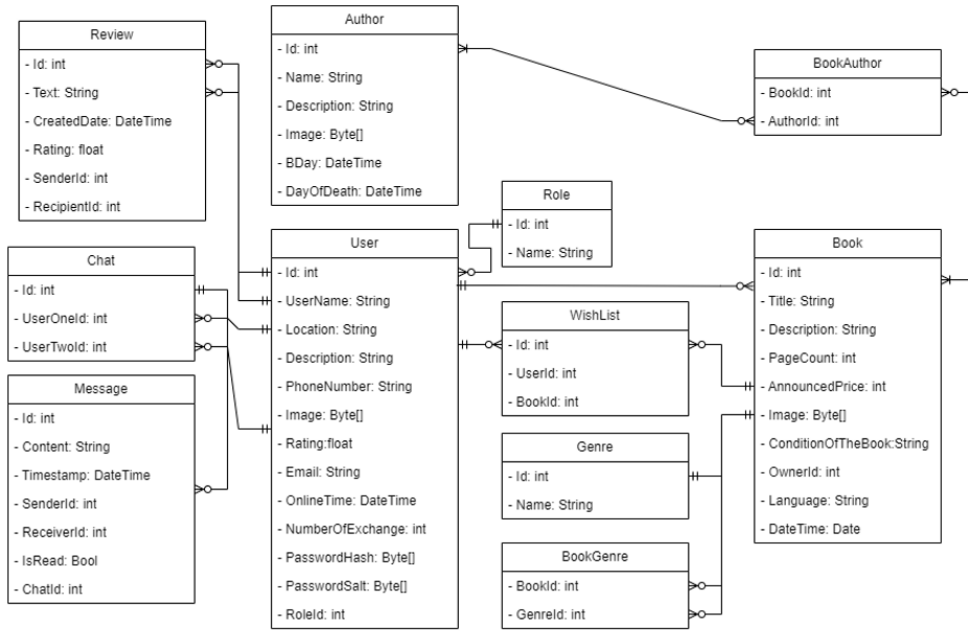 Review
- Id: int
- Text: String
- CreatedDate: DateTime
- Rating: float
- SenderId: int
- RecipientId: int
Author
- Id: int
- Name: String
- Description: String
- Image: Byte[]
- BDay: DateTime
- DayOfDeath: DateTime
BookAuthor
- BookId: int
- AuthorId: int
Role
- Id: int
- Name: String
Chat
- Id: int
- UserOneId: int
- UserTwoId: int
User
- Id: int
- UserName: String
- Location: String
- Description: String
- PhoneNumber: String
- Image: Byte[]
- Rating:float
- Email: String
- OnlineTime: DateTime
- NumberOfExchange: int
- PasswordHash: Byte[]
- PasswordSalt: Byte[]
- RoleId: int
Book
- Id: int
- Title: String
- Description: String
- PageCount: int
- AnnouncedPrice: int
- Image: Byte[]
- ConditionOfTheBook:String
- OwnerId: int
- Language: String
- DateTime: Date
WishList
- Id: int
- UserId: int
- BookId: int
Message
- Id: int
- Content: String
- Timestamp: DateTime
- SenderId: int
- ReceiverId: int
- IsRead: Bool
- ChatId: int
Genre
- Id: int
- Name: String
BookGenre
- BookId: int
- GenreId: int